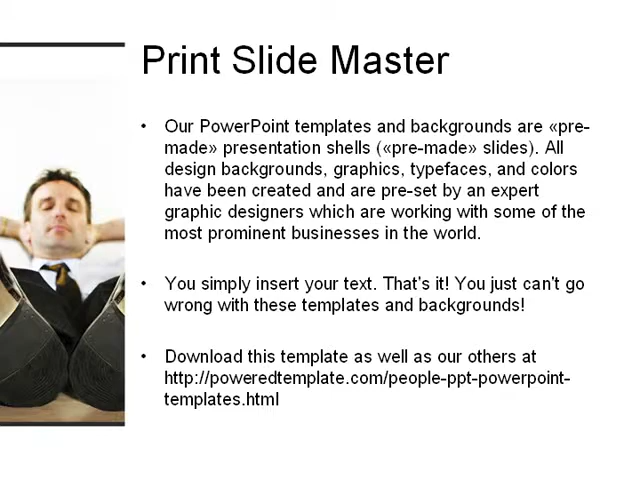 Print Slide Master
• Our PowerPoint templates and backgrounds are «pre-
made» presentation shells («pre-made» slides). All
design backgrounds, graphics, typefaces, and colors
have been created and are pre-set by an expert
graphic designers which are working with some of the
most prominent businesses in the world.
• You simply insert your text. That's it! You just can't go
wrong with these templates and backgrounds!
• Download this template as well as our others at
http://poweredtemplate.com/people-ppt-powerpoint-
templates.html